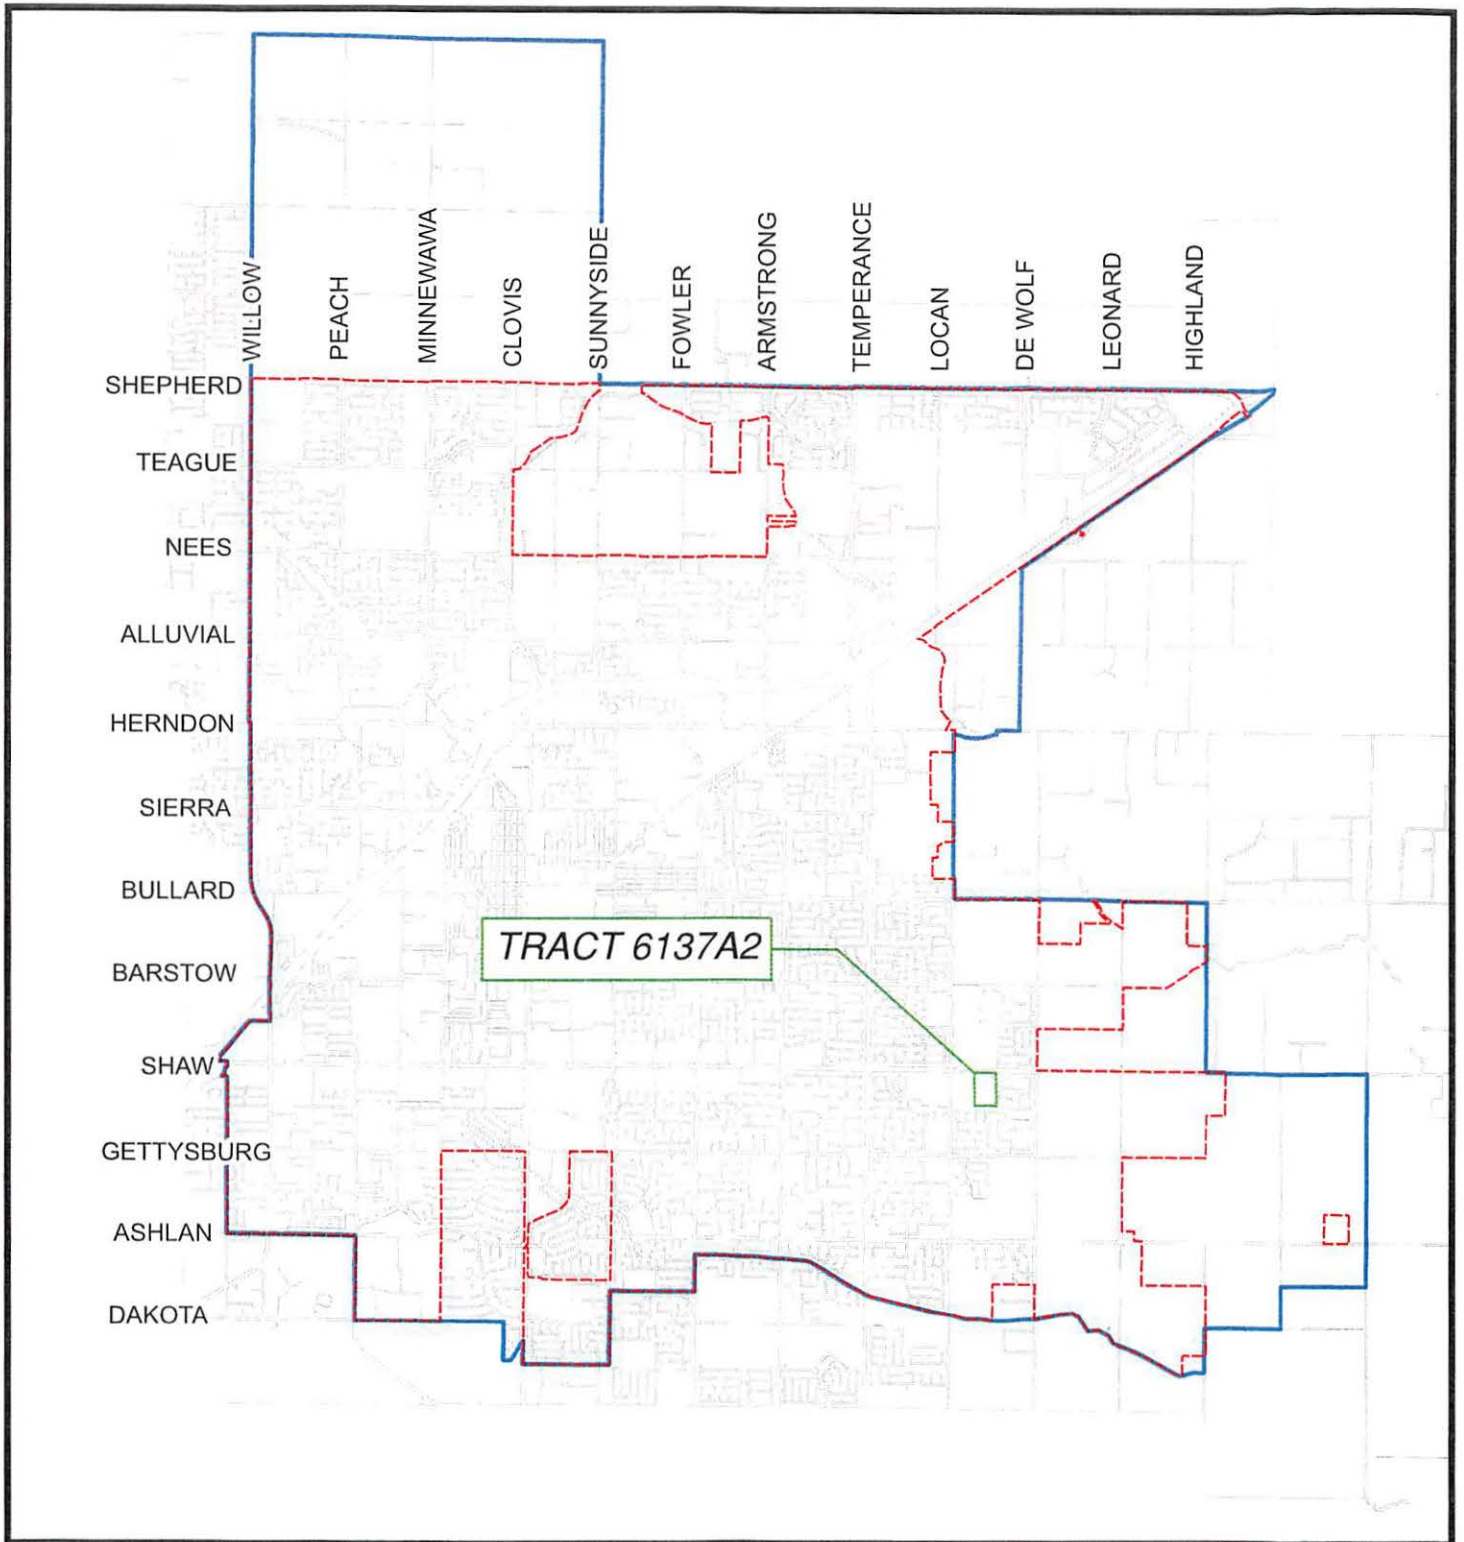 WILLOW
PEACH
MINNEWAWA
CLOVIS
SUNNYSIDE
FOWLER
ARMSTRONG
TEMPERANCE
LOCAN
DE WOLF
LEONARD
HIGHLAND
SHEPHERD
TEAGUE
NEES
ALLUVIAL
HERNDON
SIERRA
BULLARD
TRACT 6137A2
BARSTOW
SHAW
GETTYSBURG
ASHLAN
DAKOTA